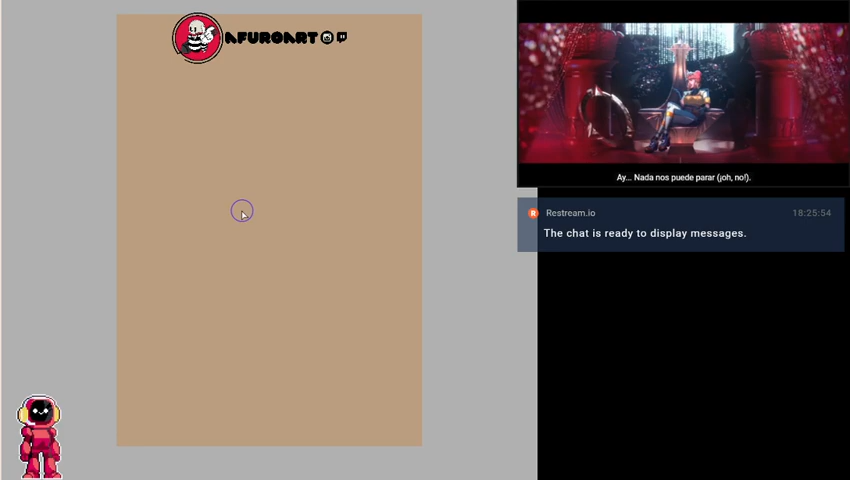 AFUROART
Ay... Nada nos puede parar (¡oh, no!).
Restream.io
18:25:54
The chat is ready to display messages.